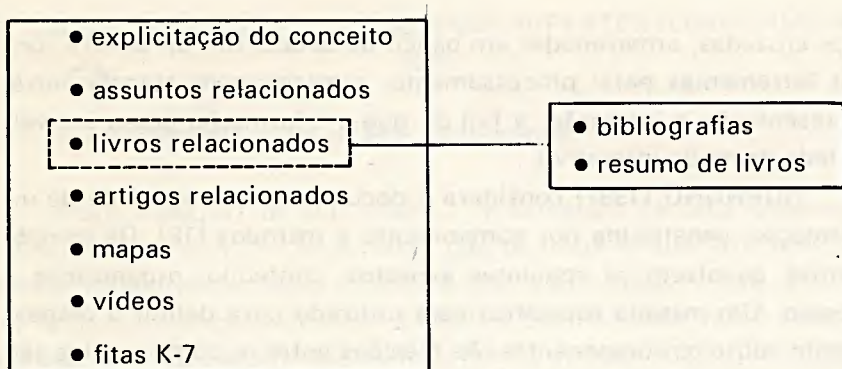 • explicitação do conceito
• assuntos relacionados
• livros relacionados
• artigos relacionados
• mapas
• vídeos
• fitas K-7
• bibliografias
• resumo de livros